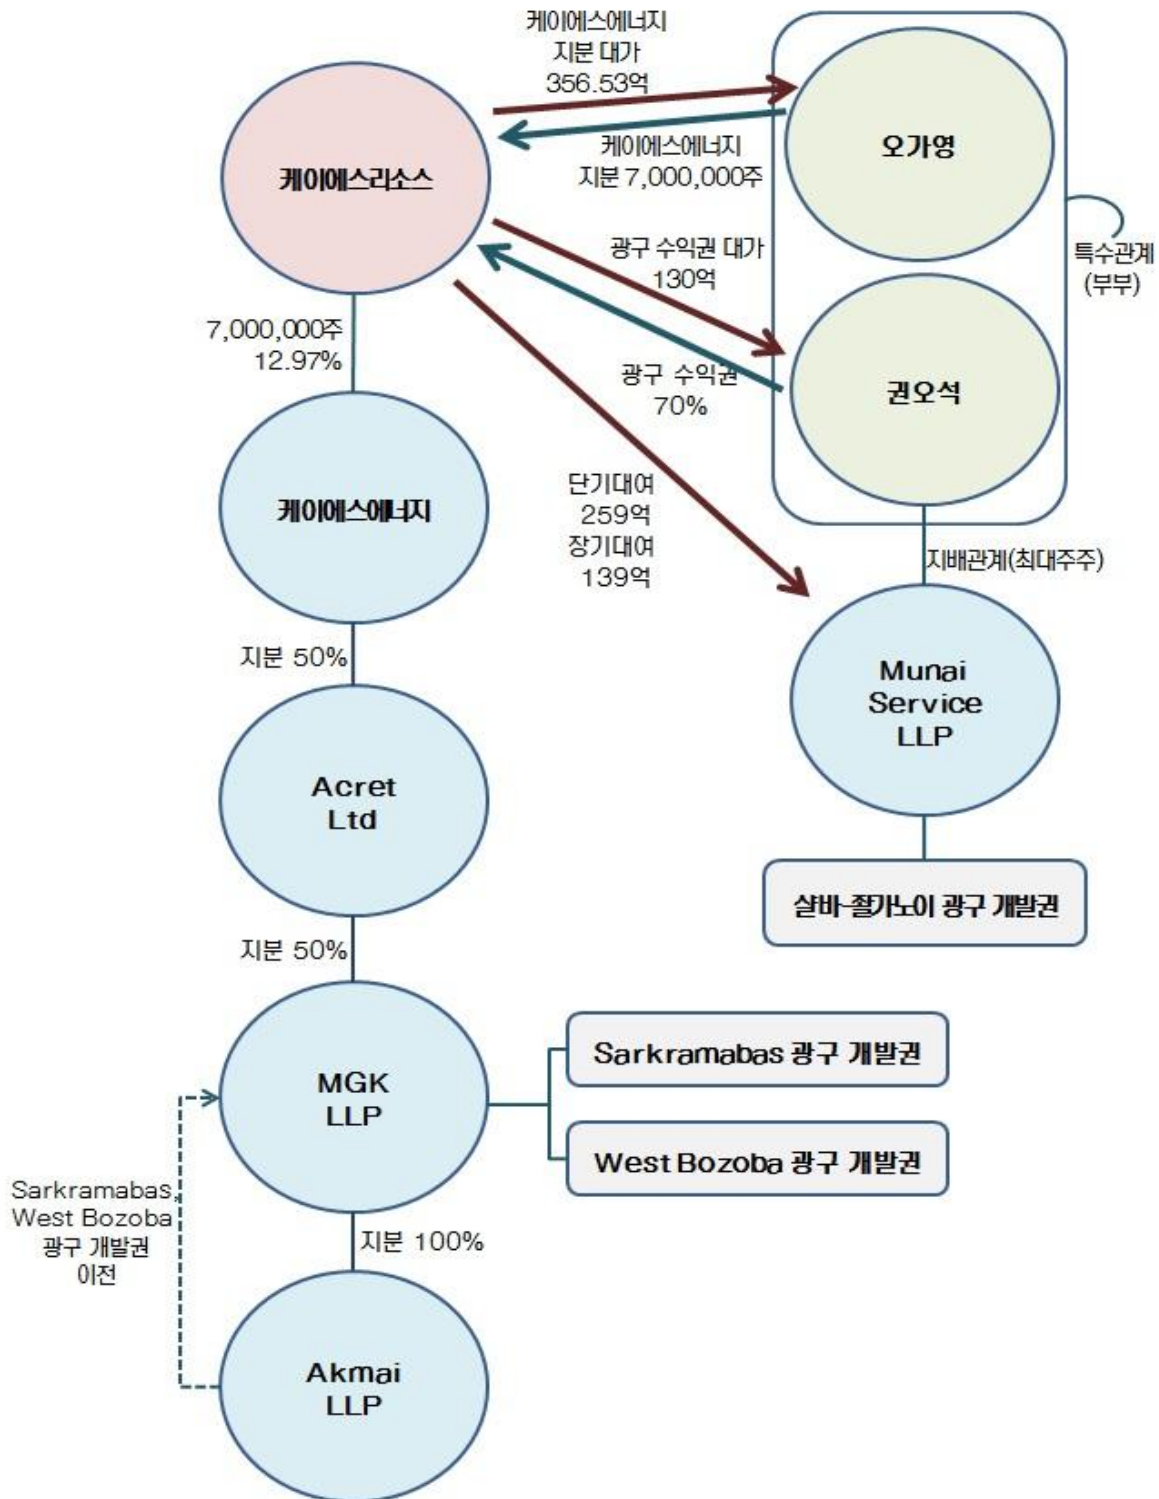 케이에스에너지
지분 대가
356.53억
오가영
케이에스리소스
케이에스에너지
지분 7,000,000주
광구 수익권 대가
130억
특수관계
(부부)
7,000,000주
12.97%
광구 수익권
70%
권오석
단기대여
259억
장기대여
139억
케이에스에너지
지배관계(최대주주)
지분 50%
Munai
Service
LLP
Acret
Ltd
샬바-좔가노이 광구 개발권
지분 50%
MGK
LLP
Sarkramabas 광구 개발권
West Bozoba 광구 개발권
Sarkramabas,
West Bozoba
광구 개발권
이전
지분 100%
Akmai
LLP